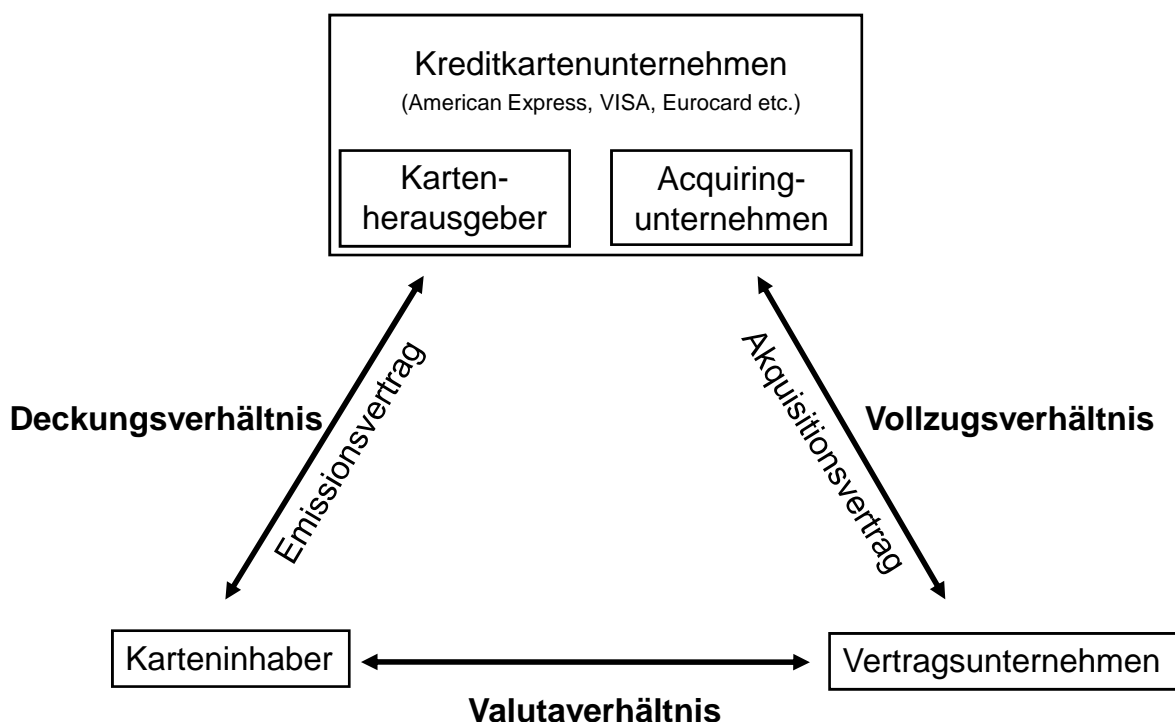 Kreditkartenunternehmen
(American Express, VISA, Eurocard etc.)
Karten-
herausgeber
Acquiring-
unternehmen
Deckungsverhältnis
Emissionsvertrag
Akquisitionsvertrag
Vollzugsverhältnis
Karteninhaber
Vertragsunternehmen
Valutaverhältnis